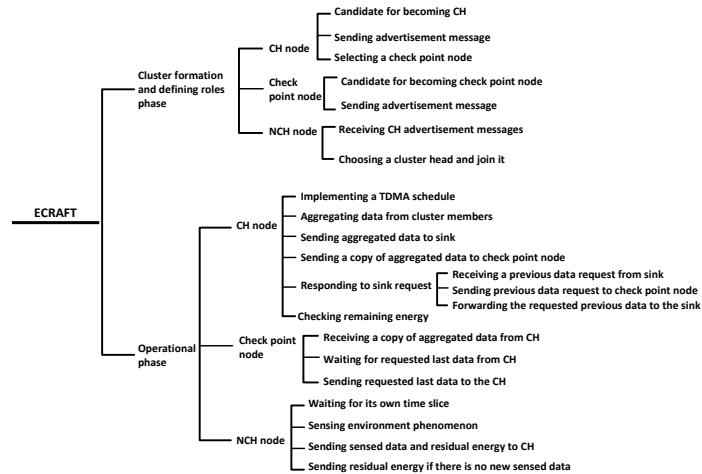 Candidate for becoming CH
Sending advertisement message
CH node
Selecting a check point node
Cluster formation
and defining roles
phase
Check
point node
Candidate for becoming check point node
Sending advertisement message
NCH node
Receiving CH advertisement messages
Choosing a cluster head and join it
ECRAFT
Implementing a TDMA schedule
Aggregating data from cluster members
CH node
Sending aggregated data to sink
Sending a copy of aggregated data to check point node
Responding to sink request
Receiving a previous data request from sink
Sending previous data request to check point node
Forwarding the requested previous data to the sink
Checking remaining energy
Operational
phase
Check point
node
Receiving a copy of aggregated data from CH
Waiting for requested last data from CH
Sending requested last data to the CH
Waiting for its own time slice
Sensing environment phenomenon
NCH node
Sending sensed data and residual energy to CH
Sending residual energy if there is no new sensed data